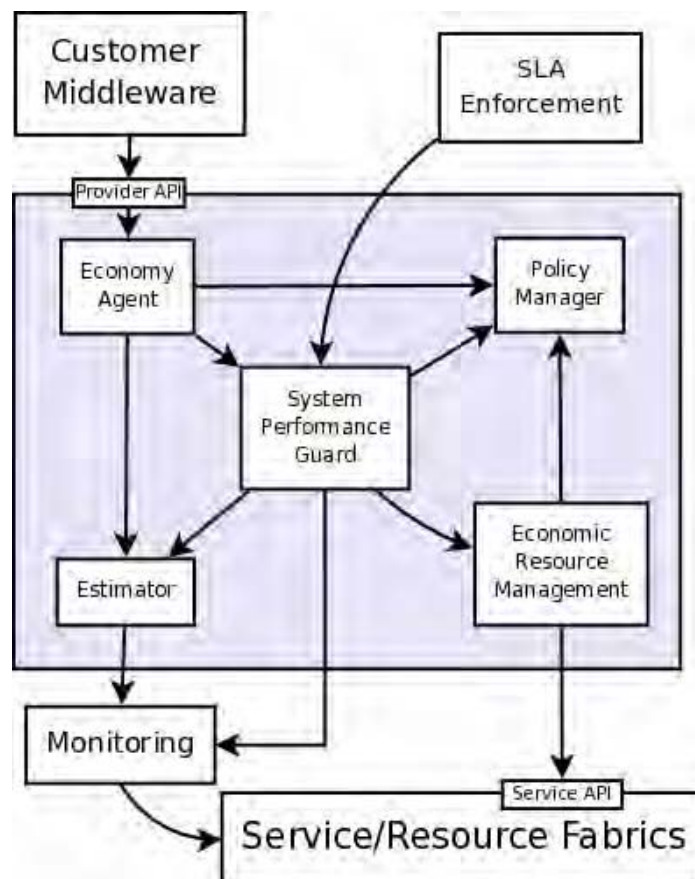 Customer
Middleware
SLA
Enforcement
Provider API
Economy
Agent
Policy
Manager
System
Performance
Guard
Economic
Resource
Management
Estimator
Monitoring
Service API
Service/Resource Fabrics